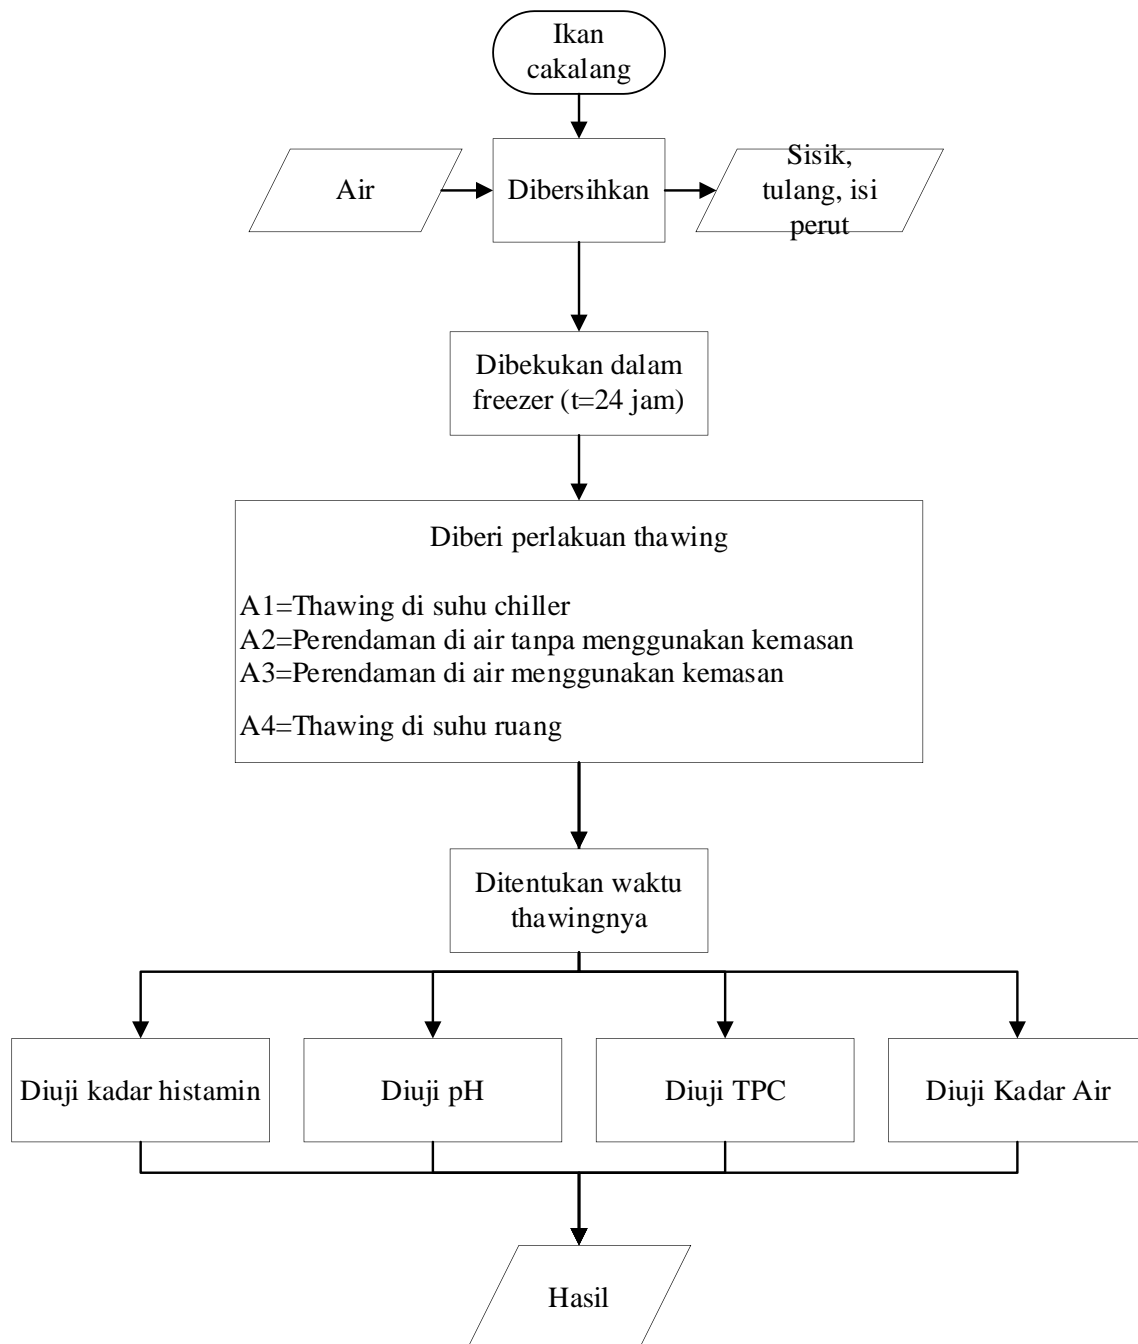 Ikan
cakalang
Air
Dibersihkan
Sisik,
tulang, isi
perut
Dibekukan dalam
freezer (t=24 jam)
Diberi perlakuan thawing
A1=Thawing di suhu chiller
A2=Perendaman di air tanpa menggunakan kemasan
A3=Perendaman di air menggunakan kemasan
A4=Thawing di suhu ruang
Ditentukan waktu
thawingnya
Diuji kadar histamin
Diuji pH
Diuji TPC
Diuji Kadar Air
Hasil